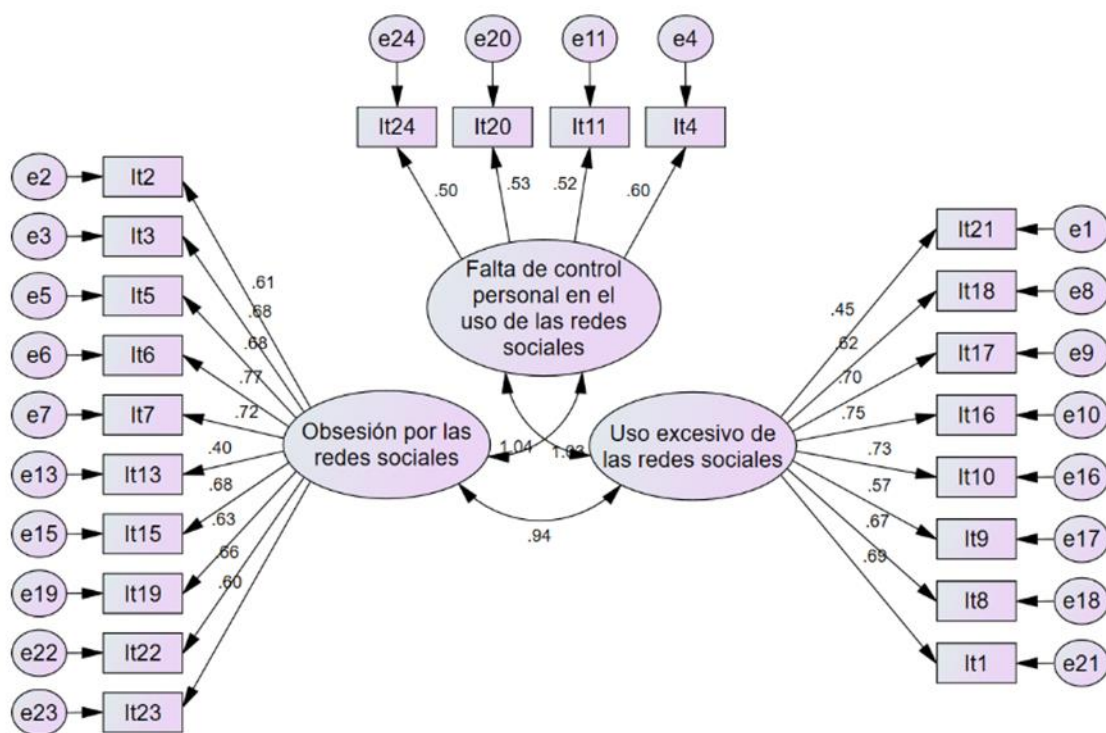 e24 e20 e11 e4
It24 It20 It11 It4
.50 .53 .52 .60
Falta de control
personal en el
uso de las redes
sociales
e2 It2
e3 It3
e5 It5
e6 It6
e7 It7
e13 It13
e15 It15
e19 It19
e22 It22
e23 It23
.61
.68
.68
.77
.72
.40
.68
.63
.66
.60
Obsesión por las
redes sociales
1.04
.94
Uso excesivo de
las redes sociales
.45
.62
.70
.75
.73
.57
.67
.69
It21 e1
It18 e8
It17 e9
It16 e10
It10 e16
It9 e17
It8 e18
It1 e21